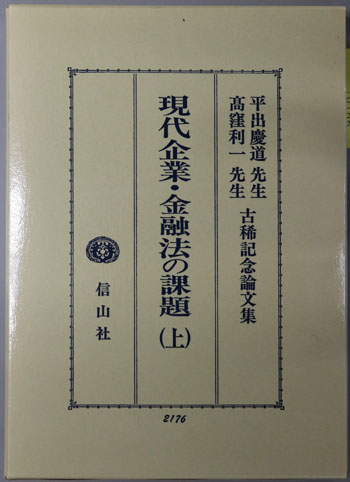 平出慶道 先生
髙窪利一 先生
古稀記念論文集
現代企業・金融法の課題(上)
信山社
2176